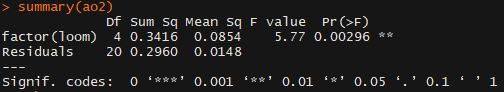 > summary(ao2)
Df Sum Sq Mean Sq F value Pr(>F)
factor(loom) 4 0.3416 0.0854 5.77 0.00296 **
Residuals 20 0.2960 0.0148
---
Signif. codes: 0 ‘***’ 0.001 ‘**’ 0.01 ‘*’ 0.05 ‘.’ 0.1 ‘ ’ 1